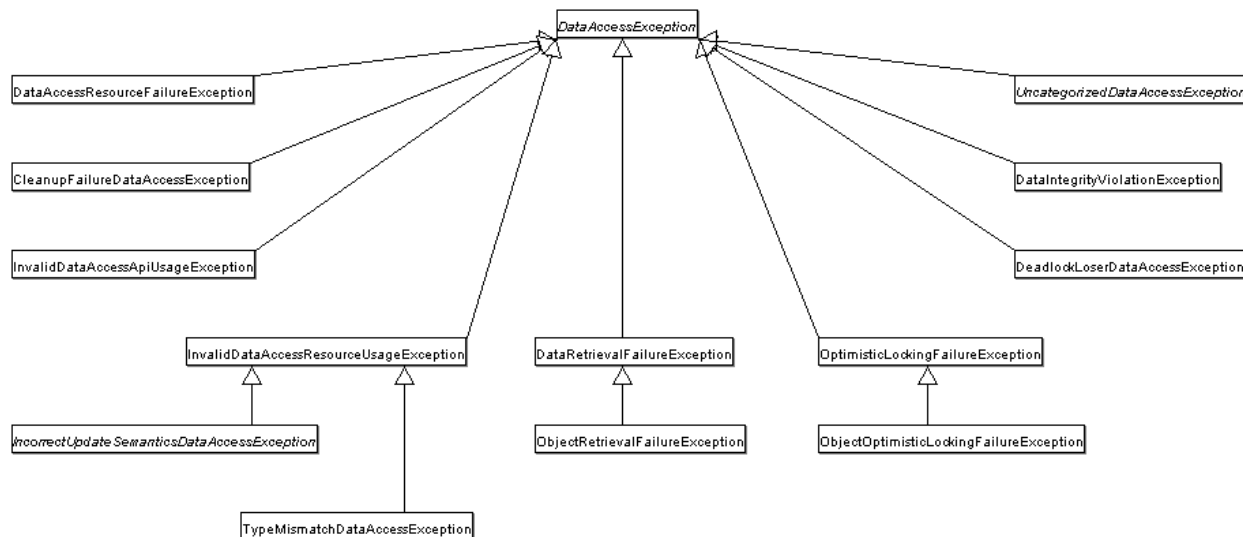 DataAccessException
DataAccessResourceFailureException
UncategorizedDataAccessException
CleanupFailureDataAccessException
DataIntegrityViolationException
InvalidDataAccessApiUsageException
DeadlockLoserDataAccessException
InvalidDataAccessResourceUsageException
DataRetrievalFailureException
OptimisticLockingFailureException
IncorrectUpdateSemanticsDataAccessException
ObjectRetrievalFailureException
ObjectOptimisticLockingFailureException
TypeMismatchDataAccessException